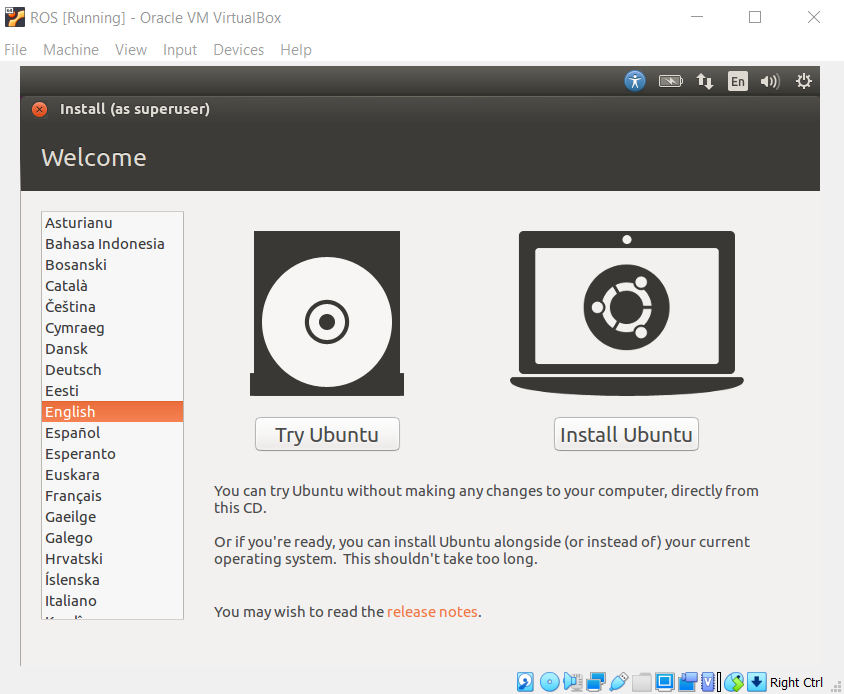 ROS [Running] - Oracle VM VirtualBox
File Machine View Input Devices Help
En
Install (as superuser)
Welcome
Asturianu
Bahasa Indonesia
Bosanski
Català
Čeština
Cymraeg
Dansk
Deutsch
Eesti
English
Español
Esperanto
Euskara
Français
Gaeilge
Galego
Hrvatski
Íslenska
Italiano
Try Ubuntu
Install Ubuntu
You can try Ubuntu without making any changes to your computer, directly from
this CD.
Or if you're ready, you can install Ubuntu alongside (or instead of) your current
operating system. This shouldn't take too long.
You may wish to read the release notes.
Right Ctrl